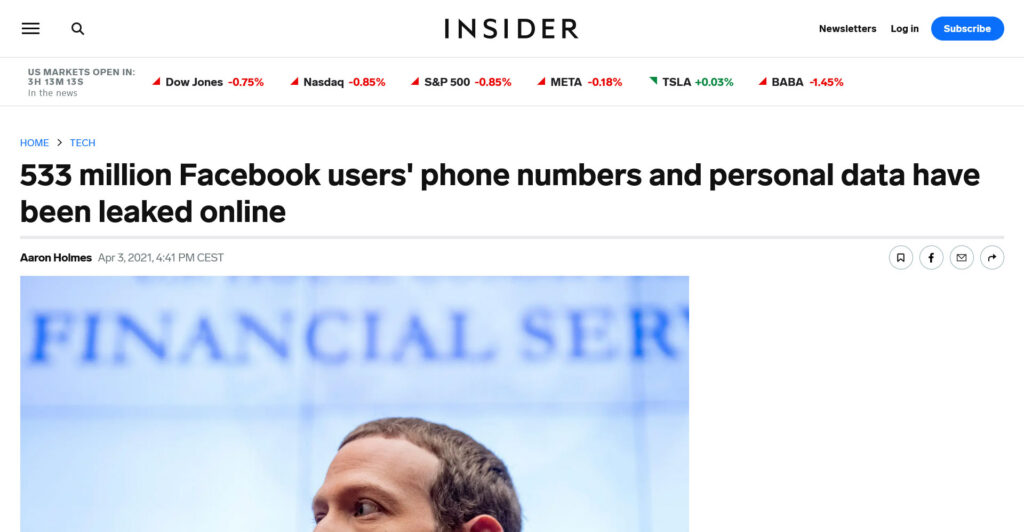 INSIDER
Newsletters Log in Subscribe
US MARKETS OPEN IN:
3H 13M 13S
In the news
Dow Jones -0.75% Nasdaq -0.85% S&P 500 -0.85% META -0.18% TSLA +0.03% BABA -1.45%
HOME > TECH
533 million Facebook users' phone numbers and personal data have
been leaked online
Aaron Holmes Apr 3, 2021, 4:41 PM CEST
FINANCIAL SERV